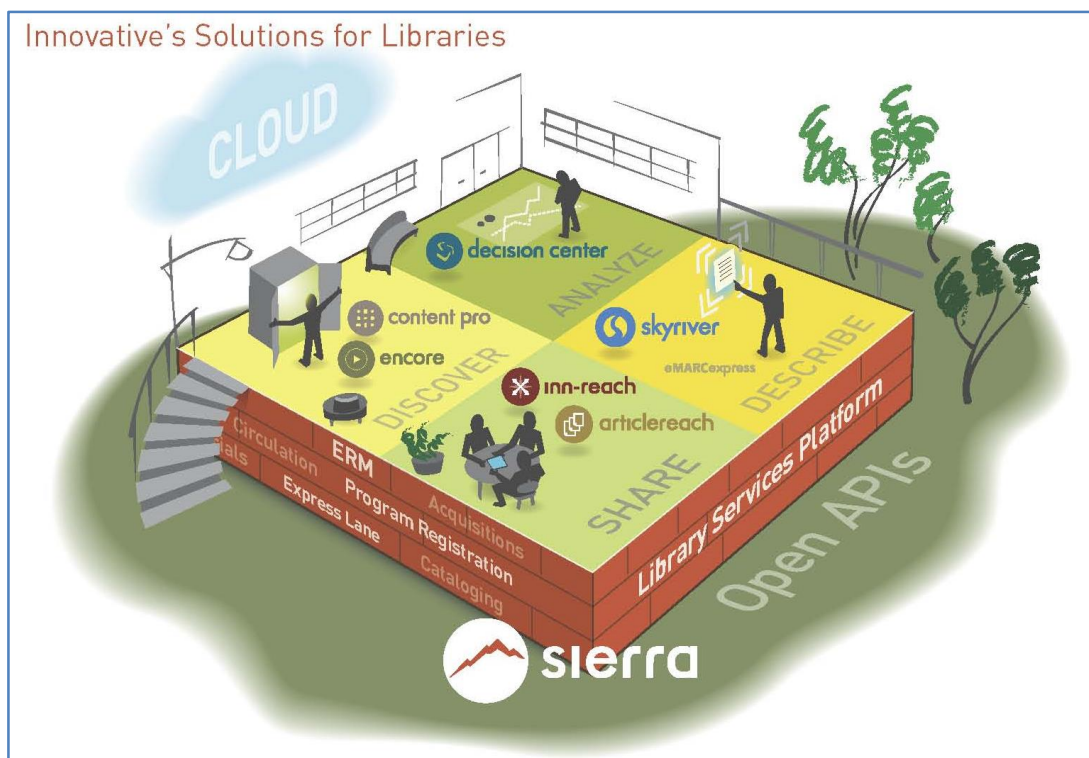 Innovative's Solutions for Libraries
CLOUD
decision center
ANALYZE
content pro
encore
DISCOVER
skyriver
eMARCexpress
DESCRIBE
inn-reach
articlereach
SHARE
Circulation
ERM
Acquisitions
Program Registration
Express Lane
Cataloging
Library Services Platform
Open APIs
sierra